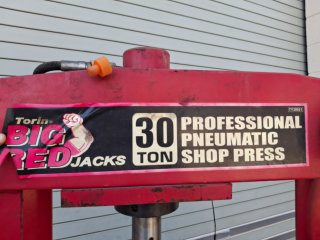 Torin
BIG
RED JACKS
30
TON
PROFESSIONAL
PNEUMATIC
SHOP PRESS